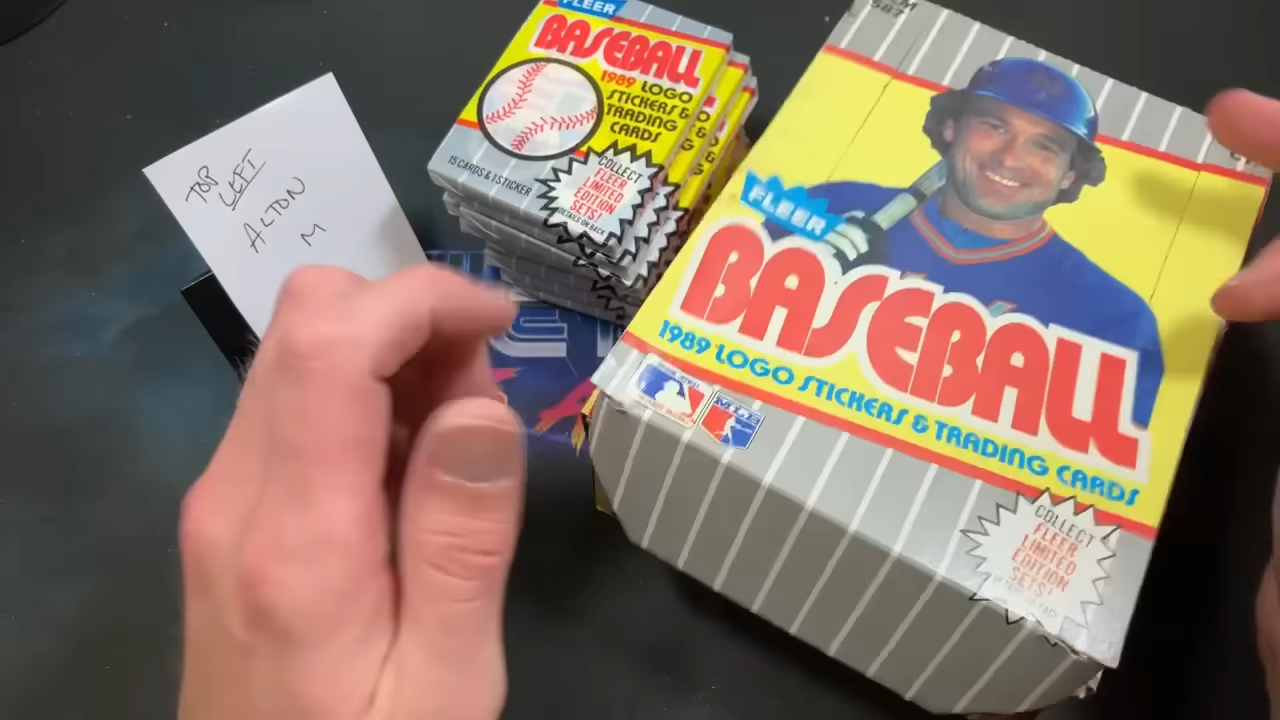 TOP
LEFT
ALTON
M
FLEER
BASEBALL
1989 LOGO
STICKERS &
TRADING
CARDS
15 CARDS & 1 STICKER
COLLECT
FLEER
LIMITED
EDITION
SETS!
DETAILS ON BACK
FLEER
BASEBALL
1989 LOGO STICKERS & TRADING CARDS
COLLECT
FLEER
LIMITED
EDITION
SETS!